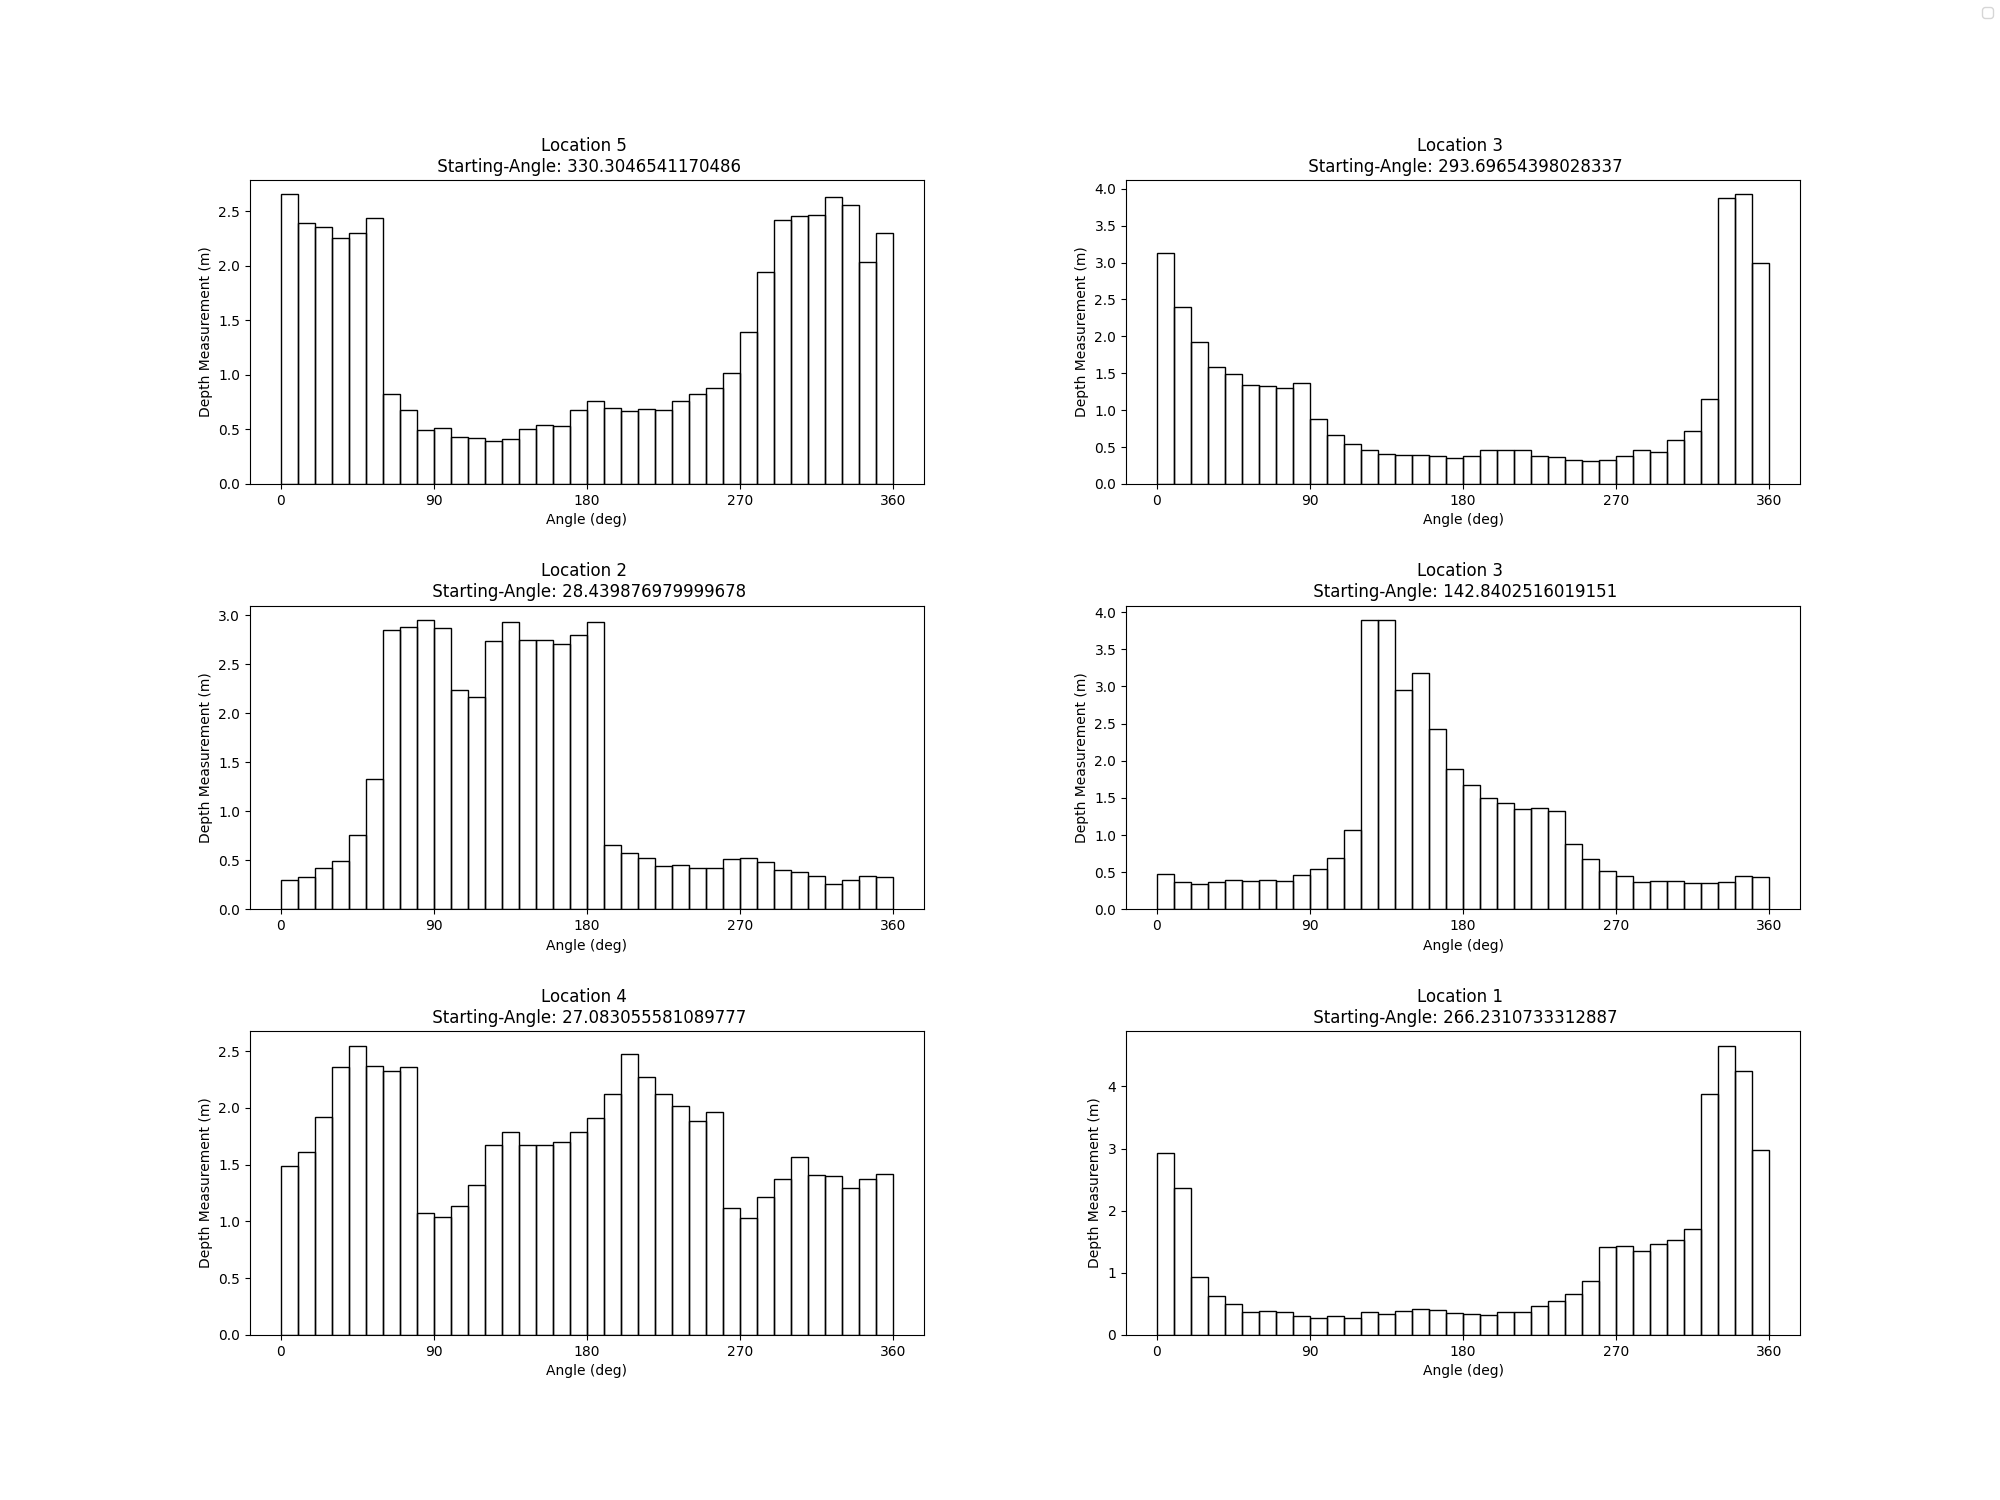 Location 5
Starting-Angle: 330.3046541170486
Depth Measurement (m)
2.5
2.0
1.5
1.0
0.5
0.0
0 90 180 270 360
Angle (deg)
Location 3
Starting-Angle: 293.69654398028337
Depth Measurement (m)
4.0
3.5
3.0
2.5
2.0
1.5
1.0
0.5
0.0
0 90 180 270 360
Angle (deg)
Location 2
Starting-Angle: 28.439876979999678
Depth Measurement (m)
3.0
2.5
2.0
1.5
1.0
0.5
0.0
0 90 180 270 360
Angle (deg)
Location 3
Starting-Angle: 142.8402516019151
Depth Measurement (m)
4.0
3.5
3.0
2.5
2.0
1.5
1.0
0.5
0.0
0 90 180 270 360
Angle (deg)
Location 4
Starting-Angle: 27.083055581089777
Depth Measurement (m)
2.5
2.0
1.5
1.0
0.5
0.0
0 90 180 270 360
Angle (deg)
Location 1
Starting-Angle: 266.2310733312887
Depth Measurement (m)
4
3
2
1
0
0 90 180 270 360
Angle (deg)